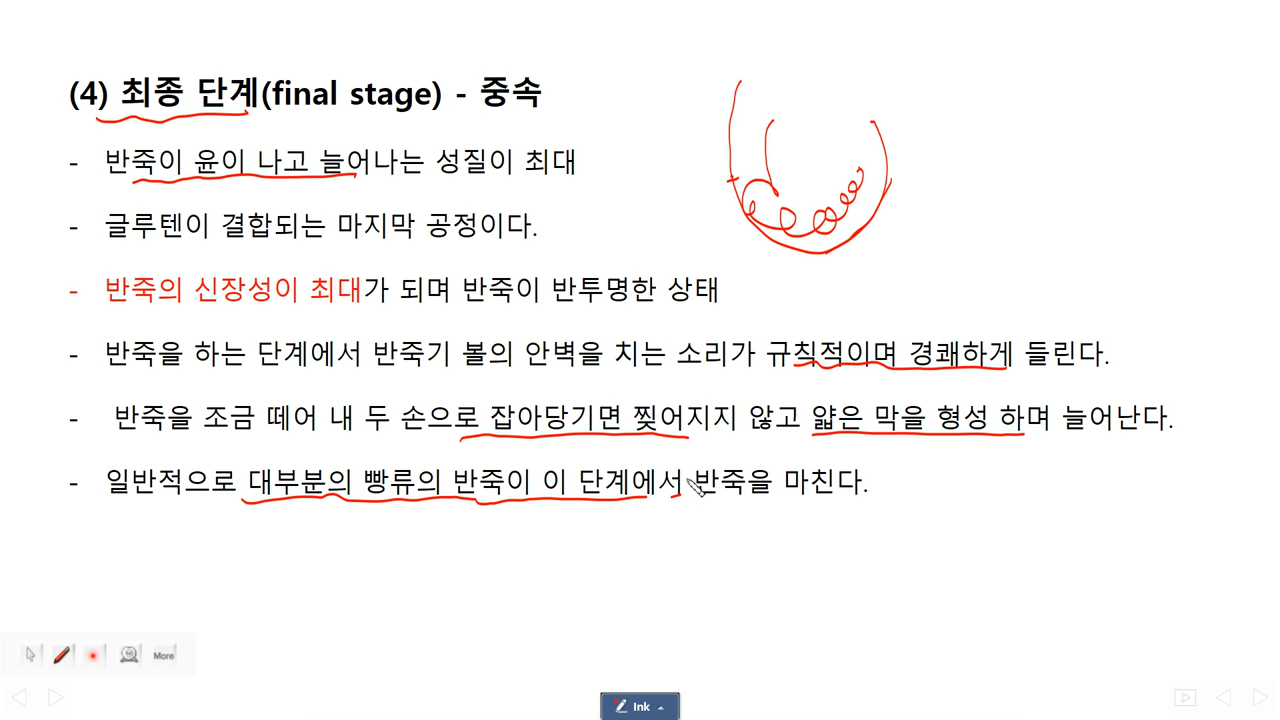 (4) 최종 단계(final stage) - 중속
- 반죽이 윤이 나고 늘어나는 성질이 최대
- 글루텐이 결합되는 마지막 공정이다.
- 반죽의 신장성이 최대가 되며 반죽이 반투명한 상태
- 반죽을 하는 단계에서 반죽기 볼의 안벽을 치는 소리가 규칙적이며 경쾌하게 들린다.
- 반죽을 조금 떼어 내 두 손으로 잡아당기면 찢어지지 않고 얇은 막을 형성 하며 늘어난다.
- 일반적으로 대부분의 빵류의 반죽이 이 단계에서 반죽을 마친다.
More
Ink